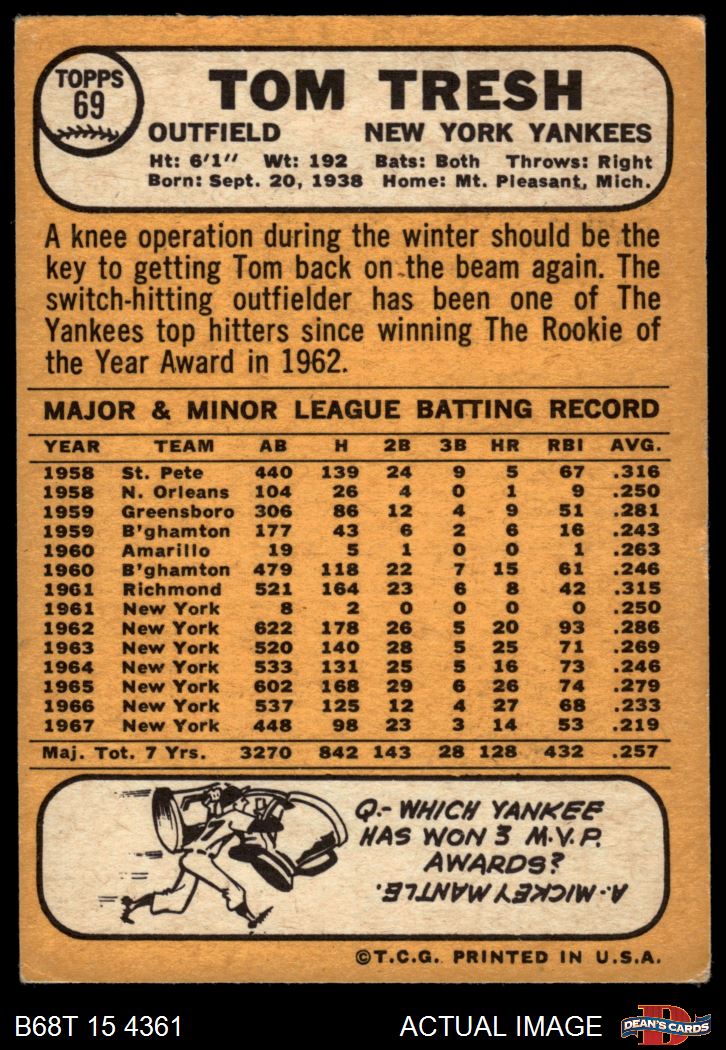 TOPPS
69
TOM TRESH
OUTFIELD NEW YORK YANKEES
Ht: 6'1" Wt: 192 Bats: Both Throws: Right
Born: Sept. 20, 1938 Home: Mt. Pleasant, Mich.
A knee operation during the winter should be the
key to getting Tom back on the beam again. The
switch-hitting outfielder has been one of The
Yankees top hitters since winning The Rookie of
the Year Award in 1962.
MAJOR & MINOR LEAGUE BATTING RECORD
YEAR TEAM AB H 2B 3B HR RBI AVG.
1958 St. Pete 440 139 24 9 5 67 .316
1958 N. Orleans 104 26 4 0 1 9 .250
1959 Greensboro 306 86 12 4 9 51 .281
1959 B'ghamton 177 43 6 2 6 16 .243
1960 Amarillo 19 5 1 0 0 1 .263
1960 B'ghamton 479 118 22 7 15 61 .246
1961 Richmond 521 164 23 6 8 42 .315
1961 New York 8 2 0 0 0 0 .250
1962 New York 622 178 26 5 20 93 .286
1963 New York 520 140 28 5 25 71 .269
1964 New York 533 131 25 5 16 73 .246
1965 New York 602 168 29 6 26 74 .279
1966 New York 537 125 12 4 27 68 .233
1967 New York 448 98 23 3 14 53 .219
Maj. Tot. 7 Yrs. 3270 842 143 28 128 432 .257
7
Q.- WHICH YANKEE
HAS WON 3 M.V.P.
AWARDS?
A.- MICKEY MANTLE.
©T.C.G. PRINTED IN U.S.A.
B68T 15 4361 ACTUAL IMAGE
D
DEAN'S CARDS